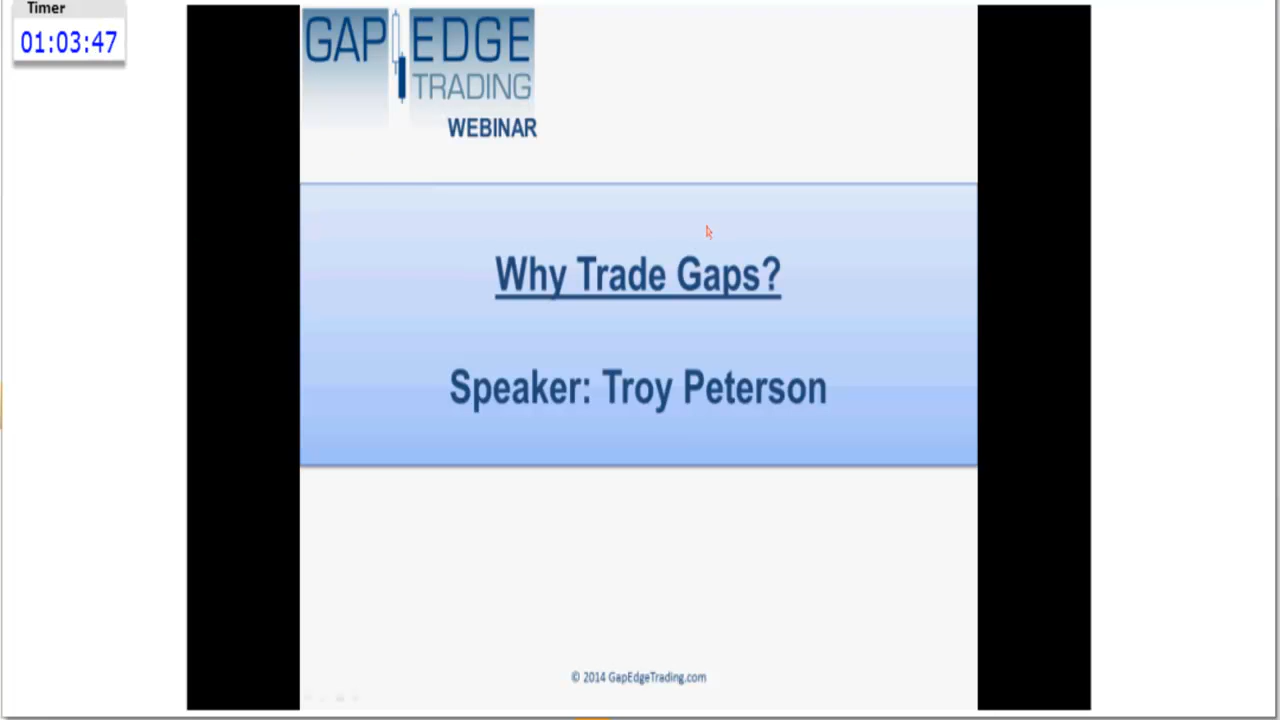 Timer
01:03:47
GAP EDGE
TRADING
WEBINAR
Why Trade Gaps?
Speaker: Troy Peterson
© 2014 GapEdgeTrading.com